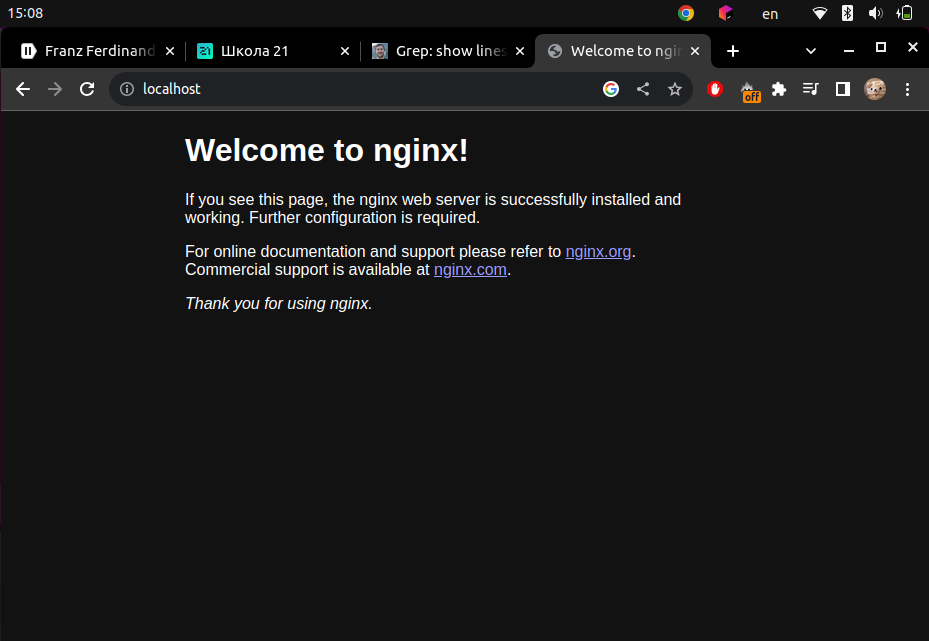 15:08
en
Franz Ferdinand
Школа 21
Grep: show lines
Welcome to ngin
localhost
off
Welcome to nginx!
If you see this page, the nginx web server is successfully installed and
working. Further configuration is required.
For online documentation and support please refer to nginx.org.
Commercial support is available at nginx.com.
Thank you for using nginx.